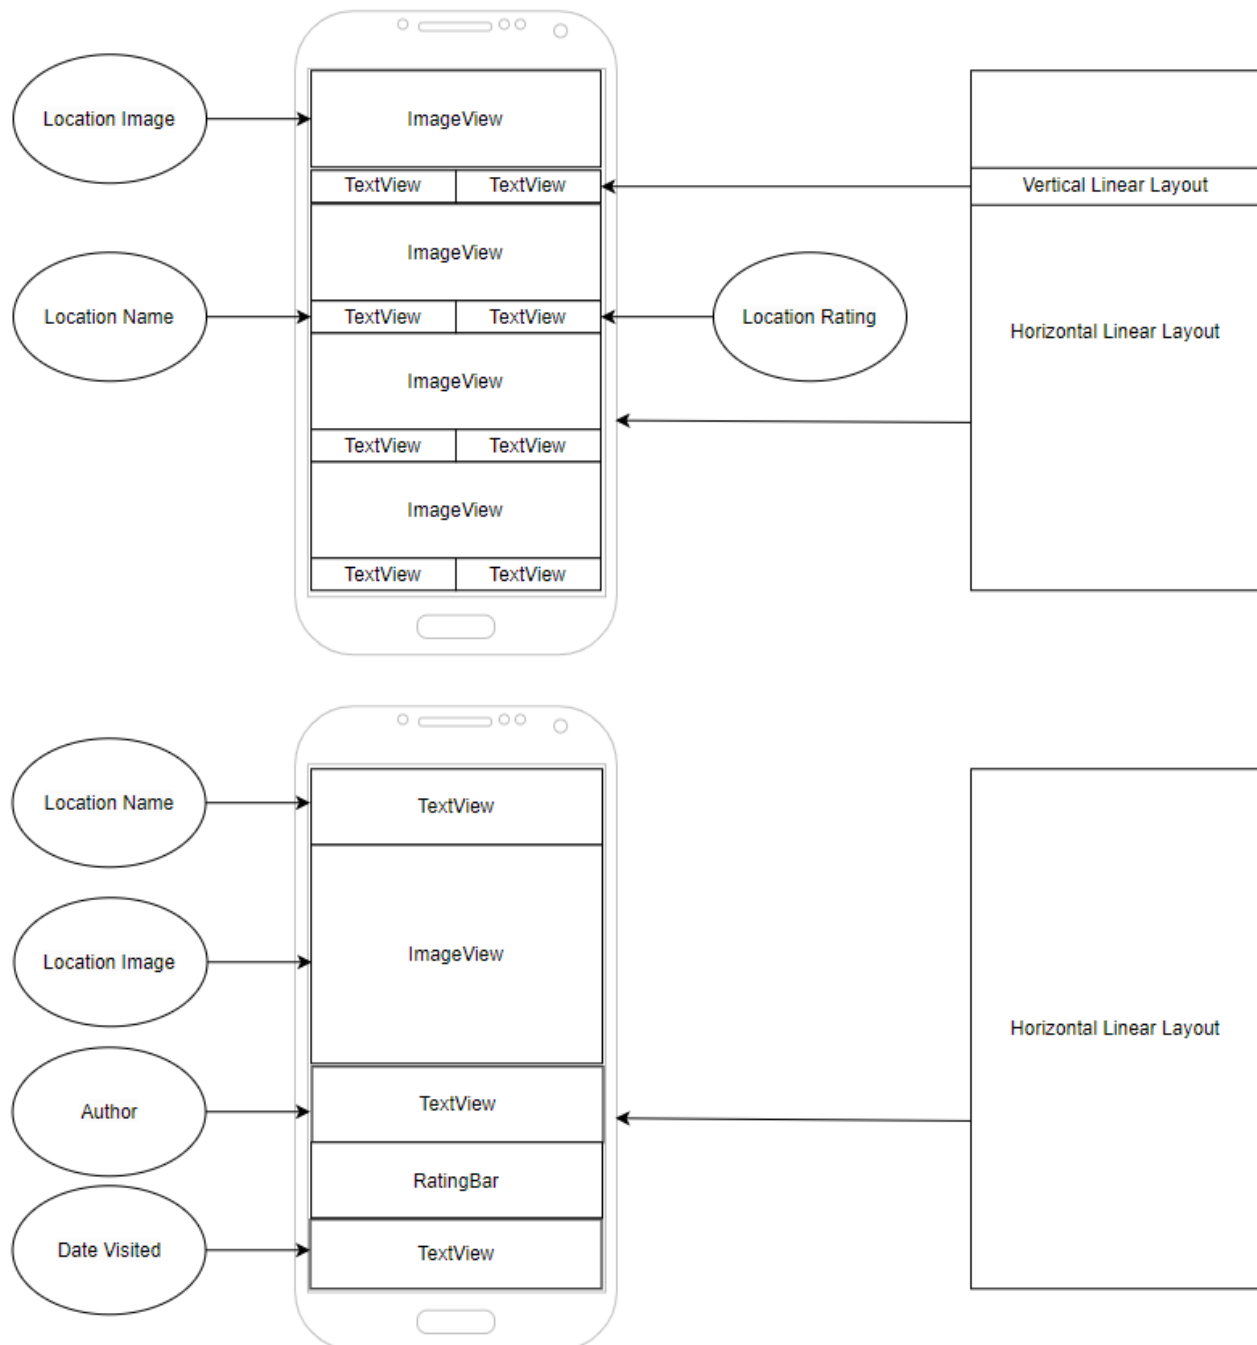 Location Image
ImageView
TextView
TextView
Vertical Linear Layout
ImageView
Location Name
TextView
TextView
Location Rating
Horizontal Linear Layout
ImageView
TextView
TextView
ImageView
TextView
TextView
Location Name
TextView
Location Image
ImageView
Horizontal Linear Layout
Author
TextView
RatingBar
Date Visited
TextView